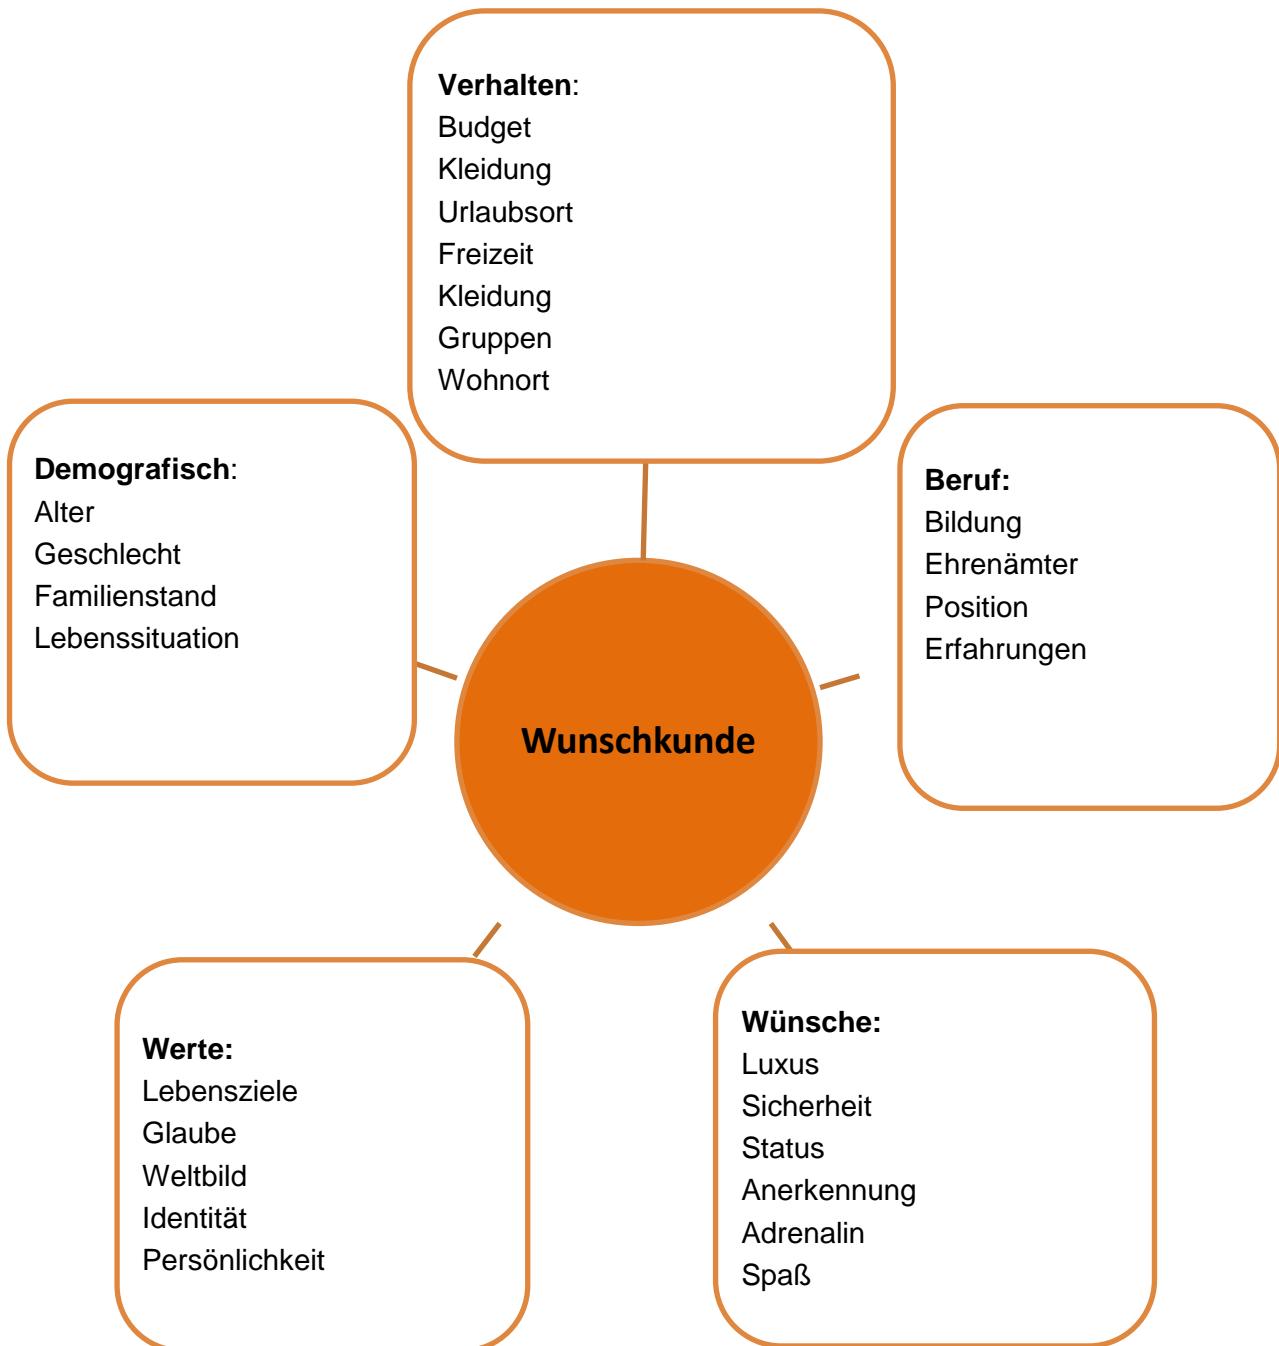 Verhalten:
Budget
Kleidung
Urlaubsort
Freizeit
Kleidung
Gruppen
Wohnort
Demografisch:
Alter
Geschlecht
Familienstand
Lebenssituation
Beruf:
Bildung
Ehrenämter
Position
Erfahrungen
Wunschkunde
Werte:
Lebensziele
Glaube
Weltbild
Identität
Persönlichkeit
Wünsche:
Luxus
Sicherheit
Status
Anerkennung
Adrenalin
Spaß